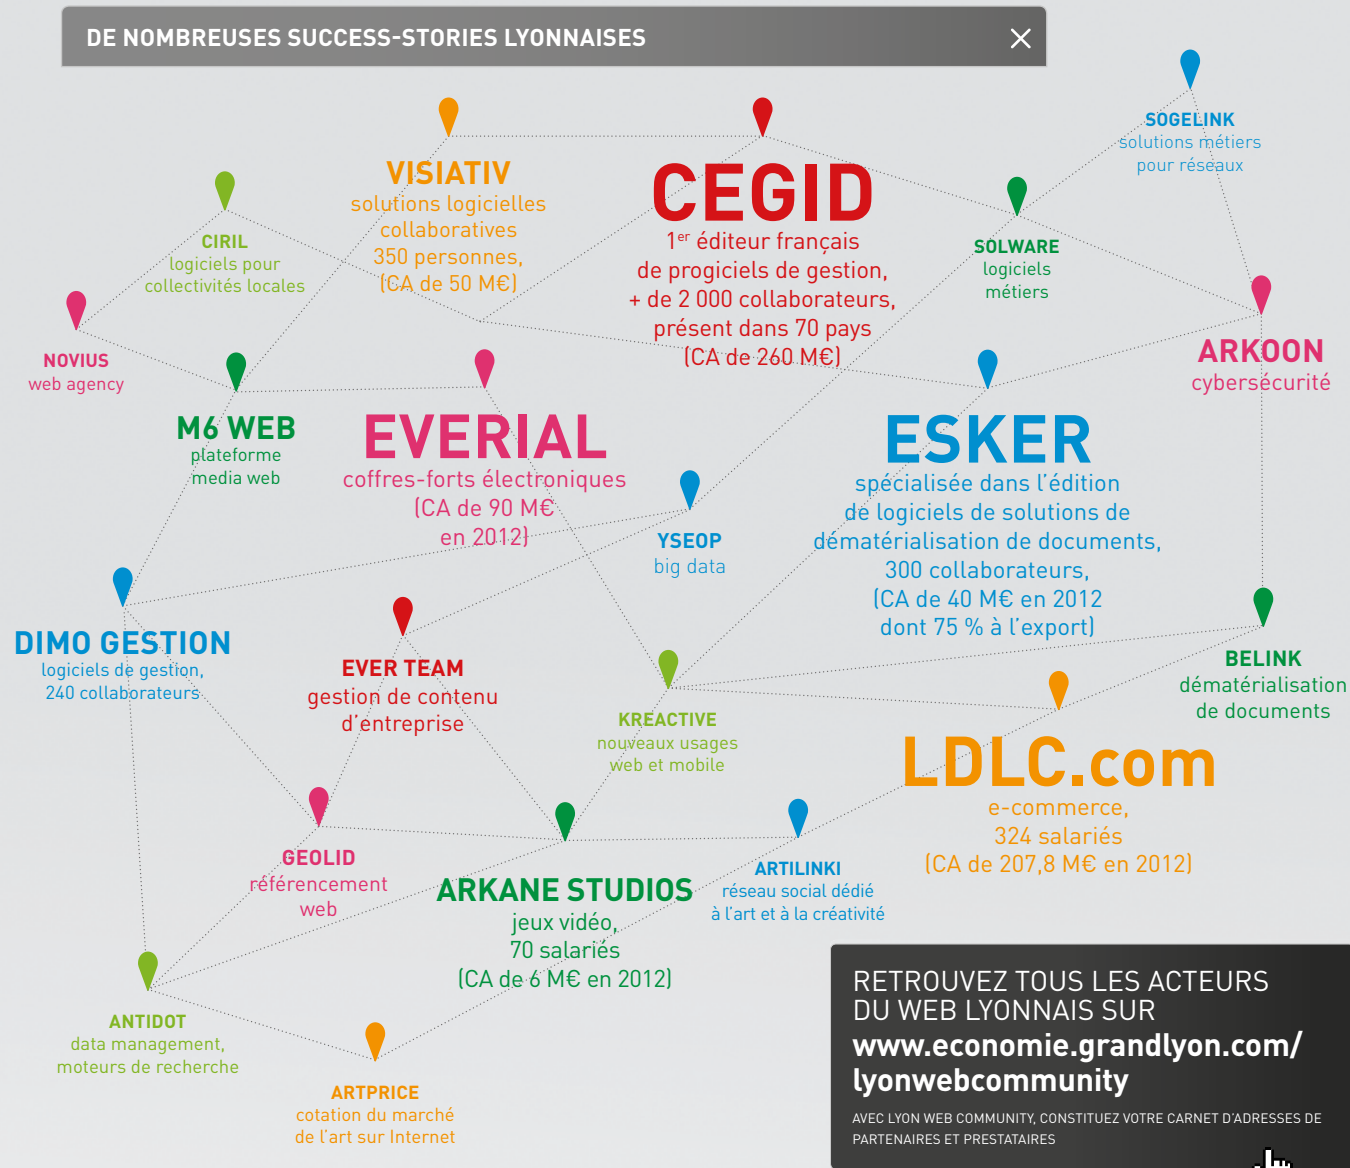 DE NOMBREUSES SUCCESS-STORIES LYONNAISES
SOGELINK
solutions métiers
pour réseaux
VISIATIV
solutions logicielles
collaboratives
350 personnes,
(CA de 50 M€)
CEGID
1er éditeur français
de progiciels de gestion,
+ de 2 000 collaborateurs,
présent dans 70 pays
(CA de 260 M€)
CIRIL
logiciels pour
collectivités locales
SOLWARE
logiciels
métiers
NOVIUS
web agency
ARKOON
cybersécurité
M6 WEB
plateforme
media web
EVERIAL
coffres-forts électroniques
(CA de 90 M€
en 2012)
ESKER
spécialisée dans l'édition
de logiciels de solutions de
dématérialisation de documents,
300 collaborateurs,
(CA de 40 M€ en 2012
dont 75 % à l'export)
YSEOP
big data
DIMO GESTION
logiciels de gestion,
240 collaborateurs
EVER TEAM
gestion de contenu
d'entreprise
BELINK
dématérialisation
de documents
KREACTIVE
nouveaux usages
web et mobile
LDLC.com
e-commerce,
324 salariés
(CA de 207,8 M€ en 2012)
GEOLID
référencement
web
ARKANE STUDIOS
jeux vidéo,
70 salariés
(CA de 6 M€ en 2012)
ARTILINKI
réseau social dédié
à l'art et à la créativité
ANTIDOT
data management,
moteurs de recherche
ARTPRICE
cotation du marché
de l'art sur Internet
RETROUVEZ TOUS LES ACTEURS
DU WEB LYONNAIS SUR
www.economie.grandlyon.com/
lyonwebcommunity
AVEC LYON WEB COMMUNITY, CONSTITUEZ VOTRE CARNET D'ADRESSES DE
PARTENAIRES ET PRESTATAIRES